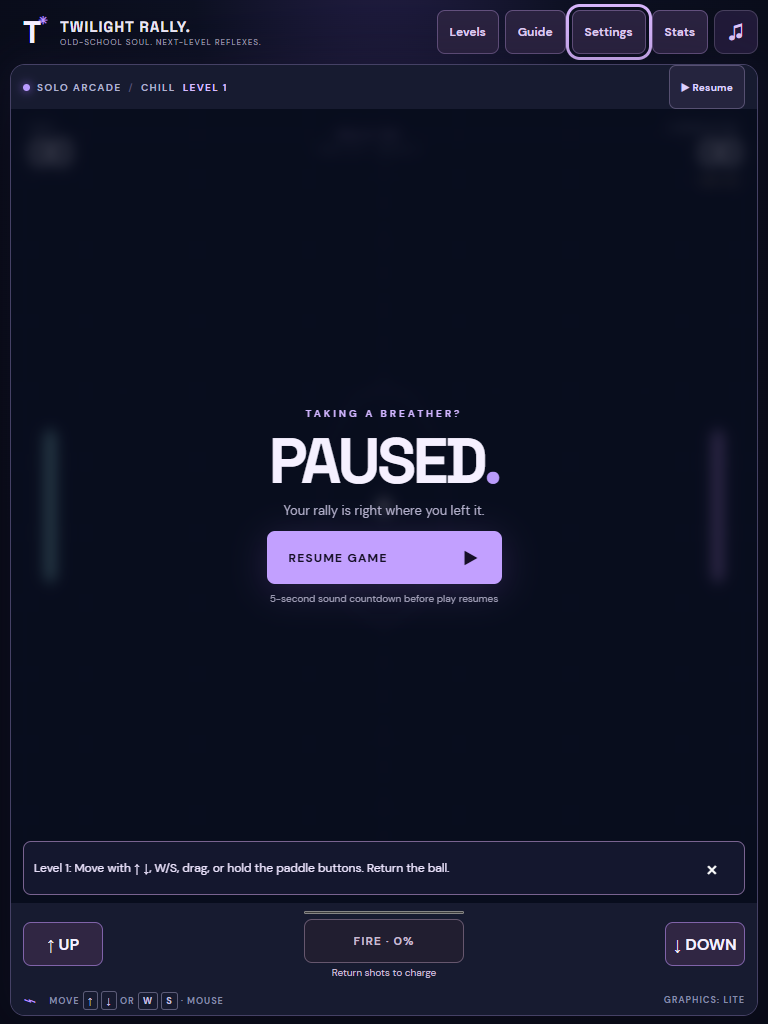 TWILIGHT RALLY.
OLD-SCHOOL SOUL. NEXT-LEVEL REFLEXES.
Levels
Guide
Settings
Stats
SOLO ARCADE / CHILL LEVEL 1
▶ Resume
TAKING A BREATHER?
PAUSED.
Your rally is right where you left it.
RESUME GAME ▶
5-second sound countdown before play resumes
Level 1: Move with ↑ ↓, W/S, drag, or hold the paddle buttons. Return the ball.
×
↑ UP
FIRE · 0%
↓ DOWN
Return shots to charge
MOVE ↑ ↓ OR W S · MOUSE
GRAPHICS: LITE